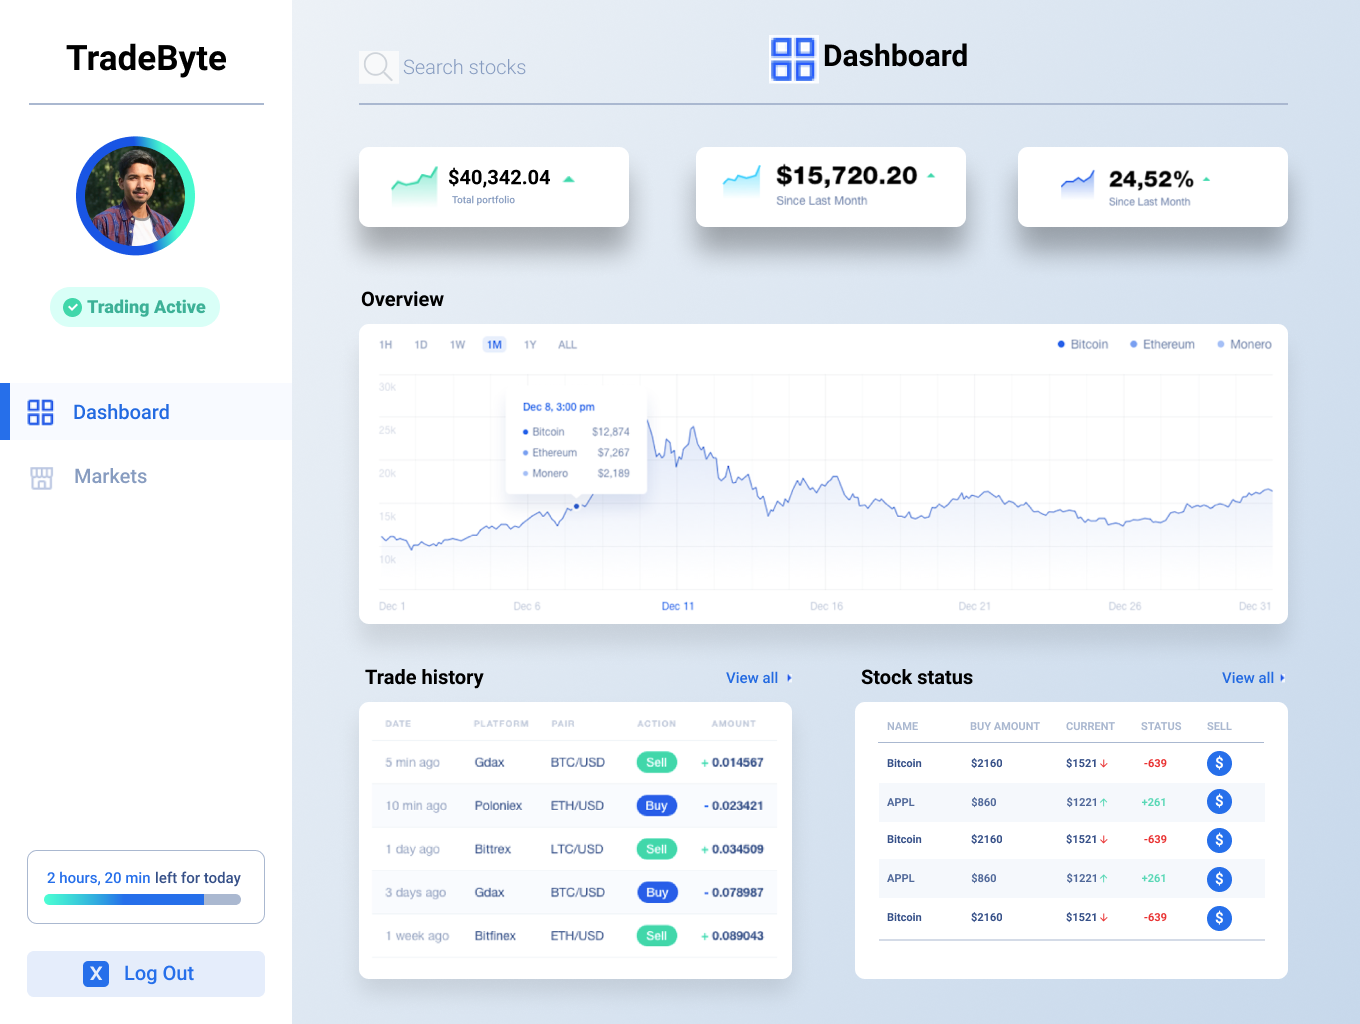 TradeByte
Trading Active
Dashboard
Markets
2 hours, 20 min left for today
X Log Out
Search stocks
Dashboard
$40,342.04
Total portfolio
$15,720.20
Since Last Month
24,52%
Since Last Month
Overview
1H 1D 1W 1M 1Y ALL
Bitcoin Ethereum Monero
30k
25k
20k
15k
10k
Dec 8, 3:00 pm
Bitcoin $12,874
Ethereum $7,267
Monero $2,189
Dec 1 Dec 6 Dec 11 Dec 16 Dec 21 Dec 26 Dec 31
Trade history View all
DATE PLATFORM PAIR ACTION AMOUNT
5 min ago Gdax BTC/USD Sell + 0.014567
10 min ago Poloniex ETH/USD Buy - 0.023421
1 day ago Bittrex LTC/USD Sell + 0.034509
3 days ago Gdax BTC/USD Buy - 0.078987
1 week ago Bitfinex ETH/USD Sell + 0.089043
Stock status View all
NAME BUY AMOUNT CURRENT STATUS SELL
Bitcoin $2160 $1521↓ -639 $
APPL $860 $1221↑ +261 $
Bitcoin $2160 $1521↓ -639 $
APPL $860 $1221↑ +261 $
Bitcoin $2160 $1521↓ -639 $